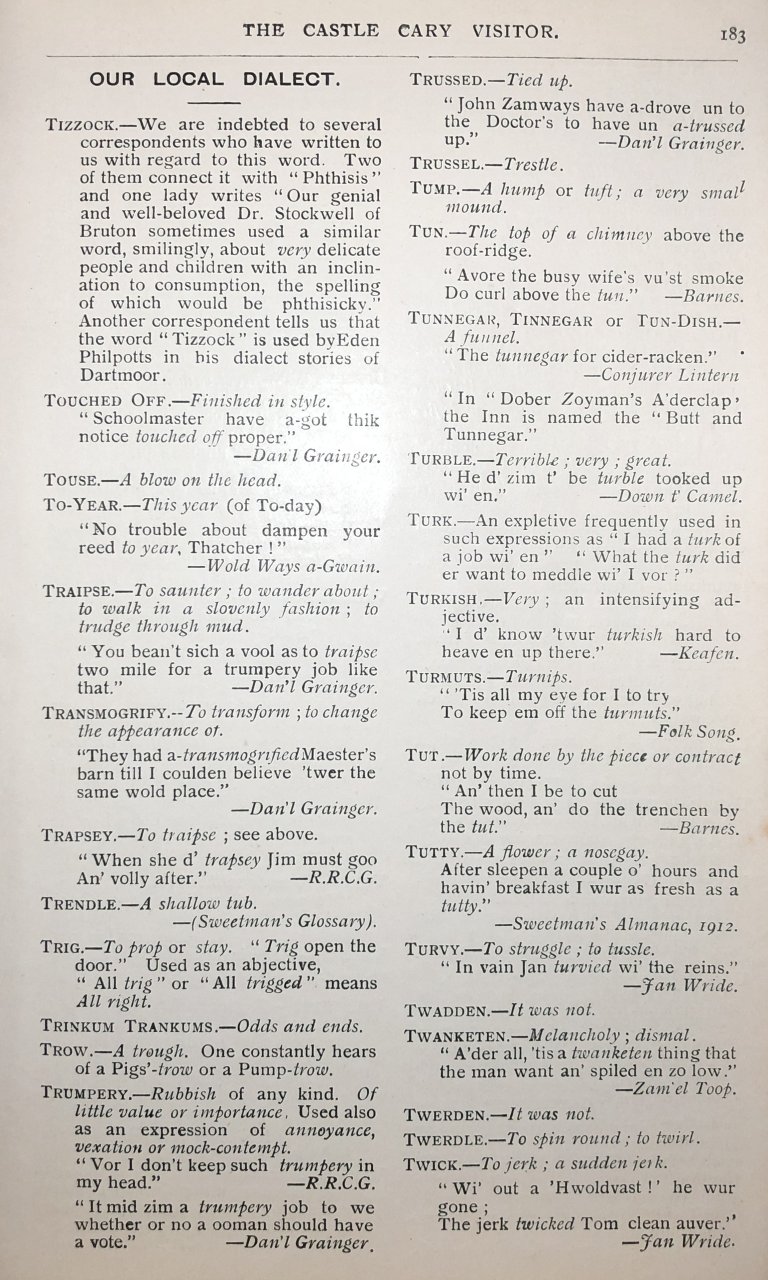 THE CASTLE CARY VISITOR. 183
OUR LOCAL DIALECT.
TIZZOCK.—We are indebted to several
correspondents who have written to
us with regard to this word. Two
of them connect it with “Phthisis”
and one lady writes “Our genial
and well-beloved Dr. Stockwell of
Bruton sometimes used a similar
word, smilingly, about very delicate
people and children with an inclin-
ation to consumption, the spelling
of which would be phthisicky.”
Another correspondent tells us that
the word “Tizzock” is used byEden
Philpotts in his dialect stories of
Dartmoor.
TOUCHED OFF.—Finished in style.
“Schoolmaster have a-got thik
notice touched off proper.”
—Dan'l Grainger.
TOUSE.—A blow on the head.
TO-YEAR.—This year (of To-day)
“No trouble about dampen your
reed to year, Thatcher !”
—Wold Ways a-Gwain.
TRAIPSE.—To saunter ; to wander about ;
to walk in a slovenly fashion ; to
trudge through mud.
“You bean't sich a vool as to traipse
two mile for a trumpery job like
that.” —Dan'l Grainger.
TRANSMOGRIFY.--To transform ; to change
the appearance of.
“They had a-transmogrified Maester's
barn till I coulden believe 'twer the
same wold place.”
—Dan'l Grainger.
TRAPSEY.—To traipse ; see above.
“When she d' trapsey Jim must goo
An' volly after.” —R.R.C.G.
TRENDLE.—A shallow tub.
—(Sweetman's Glossary).
TRIG.—To prop or stay. “Trig open the
door.” Used as an abjective,
“All trig” or “All trigged” means
All right.
TRINKUM TRANKUMS.—Odds and ends.
TROW.—A trough. One constantly hears
of a Pigs'-trow or a Pump-trow.
TRUMPERY.—Rubbish of any kind. Of
little value or importance, Used also
as an expression of annoyance,
vexation or mock-contempt.
“Vor I don't keep such trumpery in
my head.” —R.R.C.G.
“It mid zim a trumpery job to we
whether or no a ooman should have
a vote.” —Dan'l Grainger.
TRUSSED.—Tied up.
“John Zamways have a-drove un to
the Doctor's to have un a-trussed
up.” —Dan'l Grainger.
TRUSSEL.—Trestle.
TUMP.—A hump or tuft; a very small
mound.
TUN.—The top of a chimney above the
roof-ridge.
“Avore the busy wife's vu'st smoke
Do curl above the tun.” —Barnes.
TUNNEGAR, TINNEGAR or TUN-DISH.—
A funnel.
“The tunnegar for cider-racken.”
—Conjurer Lintern
“In “Dober Zoyman's A'derclap’
the Inn is named the “Butt and
Tunnegar.”
TURBLE.—Terrible ; very ; great.
“He d' zim t' be turble tooked up
wi' en.” —Down t' Camel.
TURK.—An expletive frequently used in
such expressions as “I had a turk of
a job wi' en” “What the turk did
er want to meddle wi' I vor ?”
TURKISH.—Very ; an intensifying ad-
jective.
“I d' know 'twur turkish hard to
heave en up there.” —Keafen.
TURMUTS.—Turnips.
“'Tis all my eye for I to try
To keep em off the turmuts.”
—Folk Song.
TUT.—Work done by the piece or contract
not by time.
“An' then I be to cut
The wood, an' do the trenchen by
the tut.” —Barnes.
TUTTY.—A flower ; a nosegay.
After sleepen a couple o' hours and
havin' breakfast I wur as fresh as a
tutty.”
—Sweetman's Almanac, 1912.
TURVY.—To struggle ; to tussle.
“In vain Jan turvied wi' the reins.”
—Jan Wride.
TWADDEN.—It was not.
TWANKETEN.—Melancholy ; dismal.
“A'der all, 'tis a twanketen thing that
the man want an' spiled en zo low.”
—Zam'el Toop.
TWERDEN.—It was not.
TWERDLE.—To spin round ; to twirl.
TWICK.—To jerk ; a sudden jerk.
“Wi' out a 'Hwoldvast !' he wur
gone ;
The jerk twicked Tom clean auver.’’
—Jan Wride.